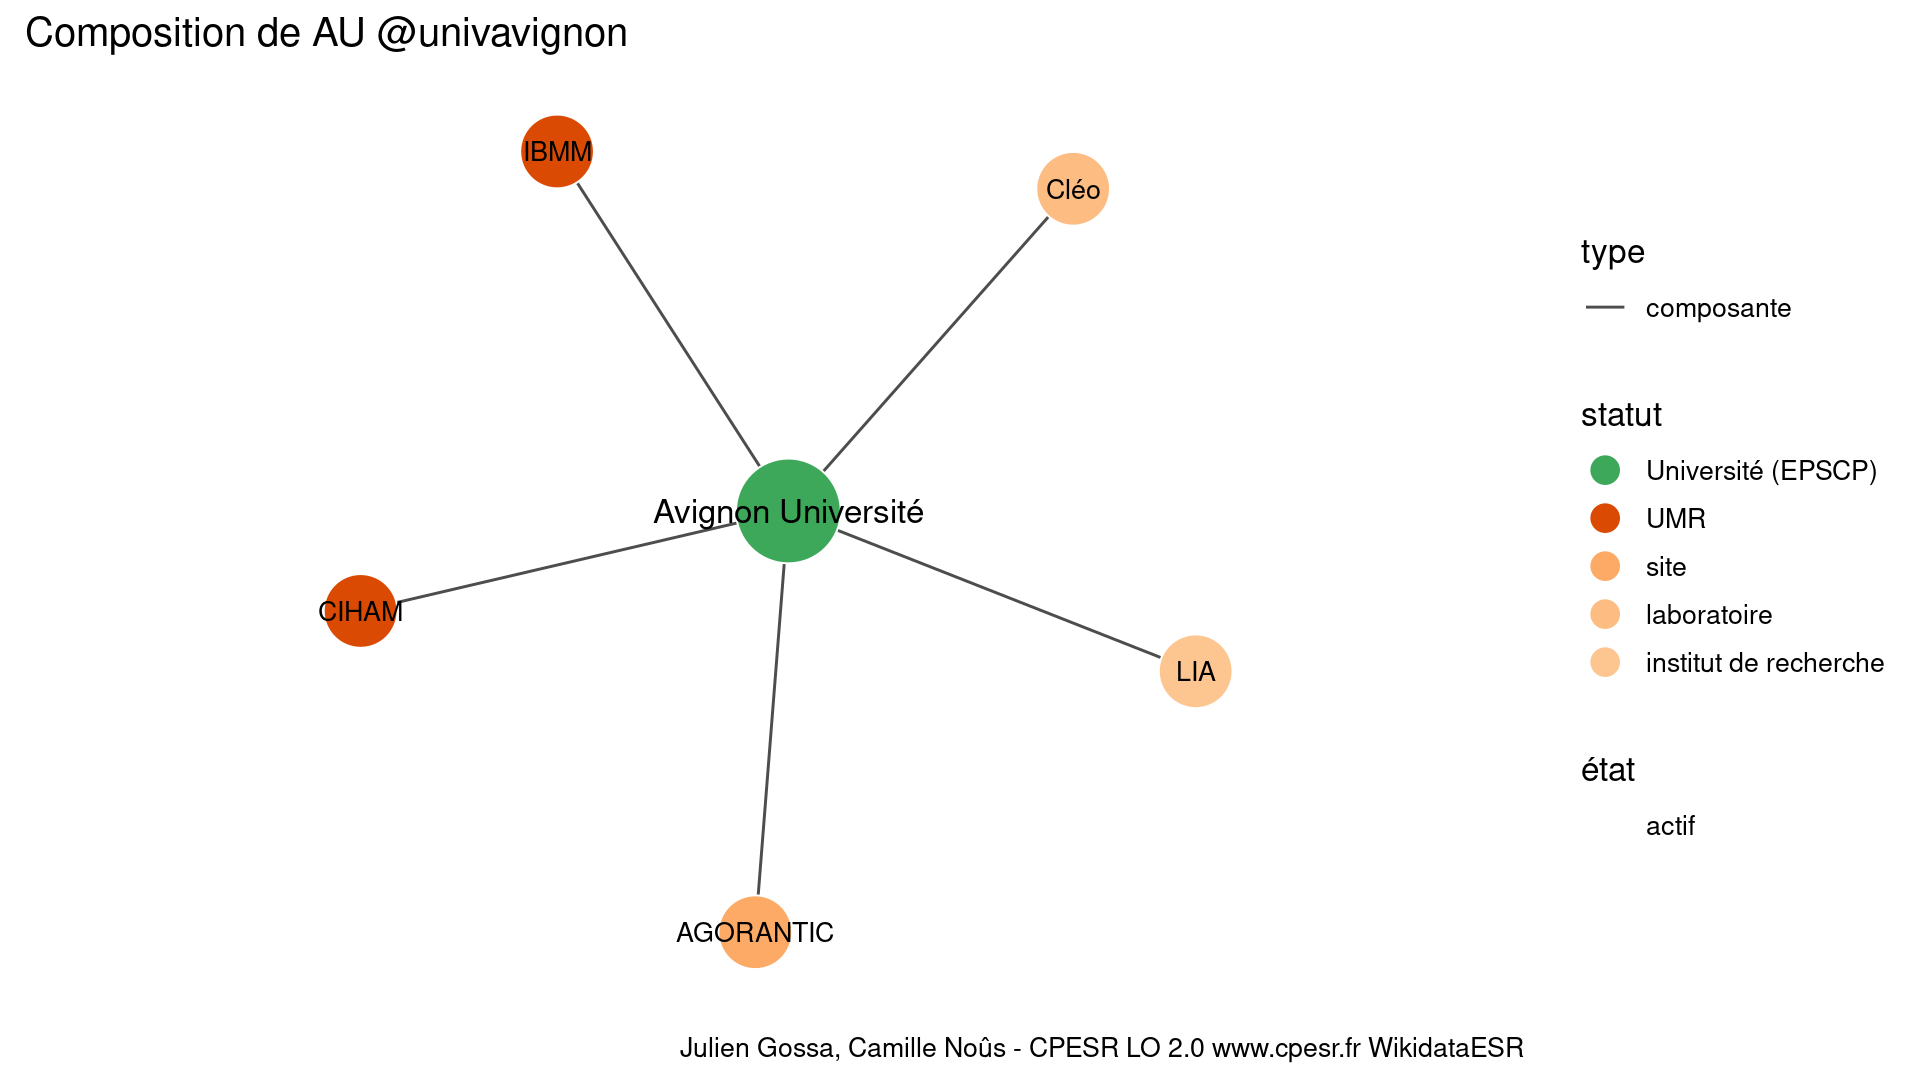 Composition de AU @univavignon
IBMM
Cléo
Avignon Université
CIHAM
LIA
AGORANTIC
type
composante
statut
Université (EPSCP)
UMR
site
laboratoire
institut de recherche
état
actif
Julien Gossa, Camille Noûs - CPESR LO 2.0 www.cpesr.fr WikidataESR